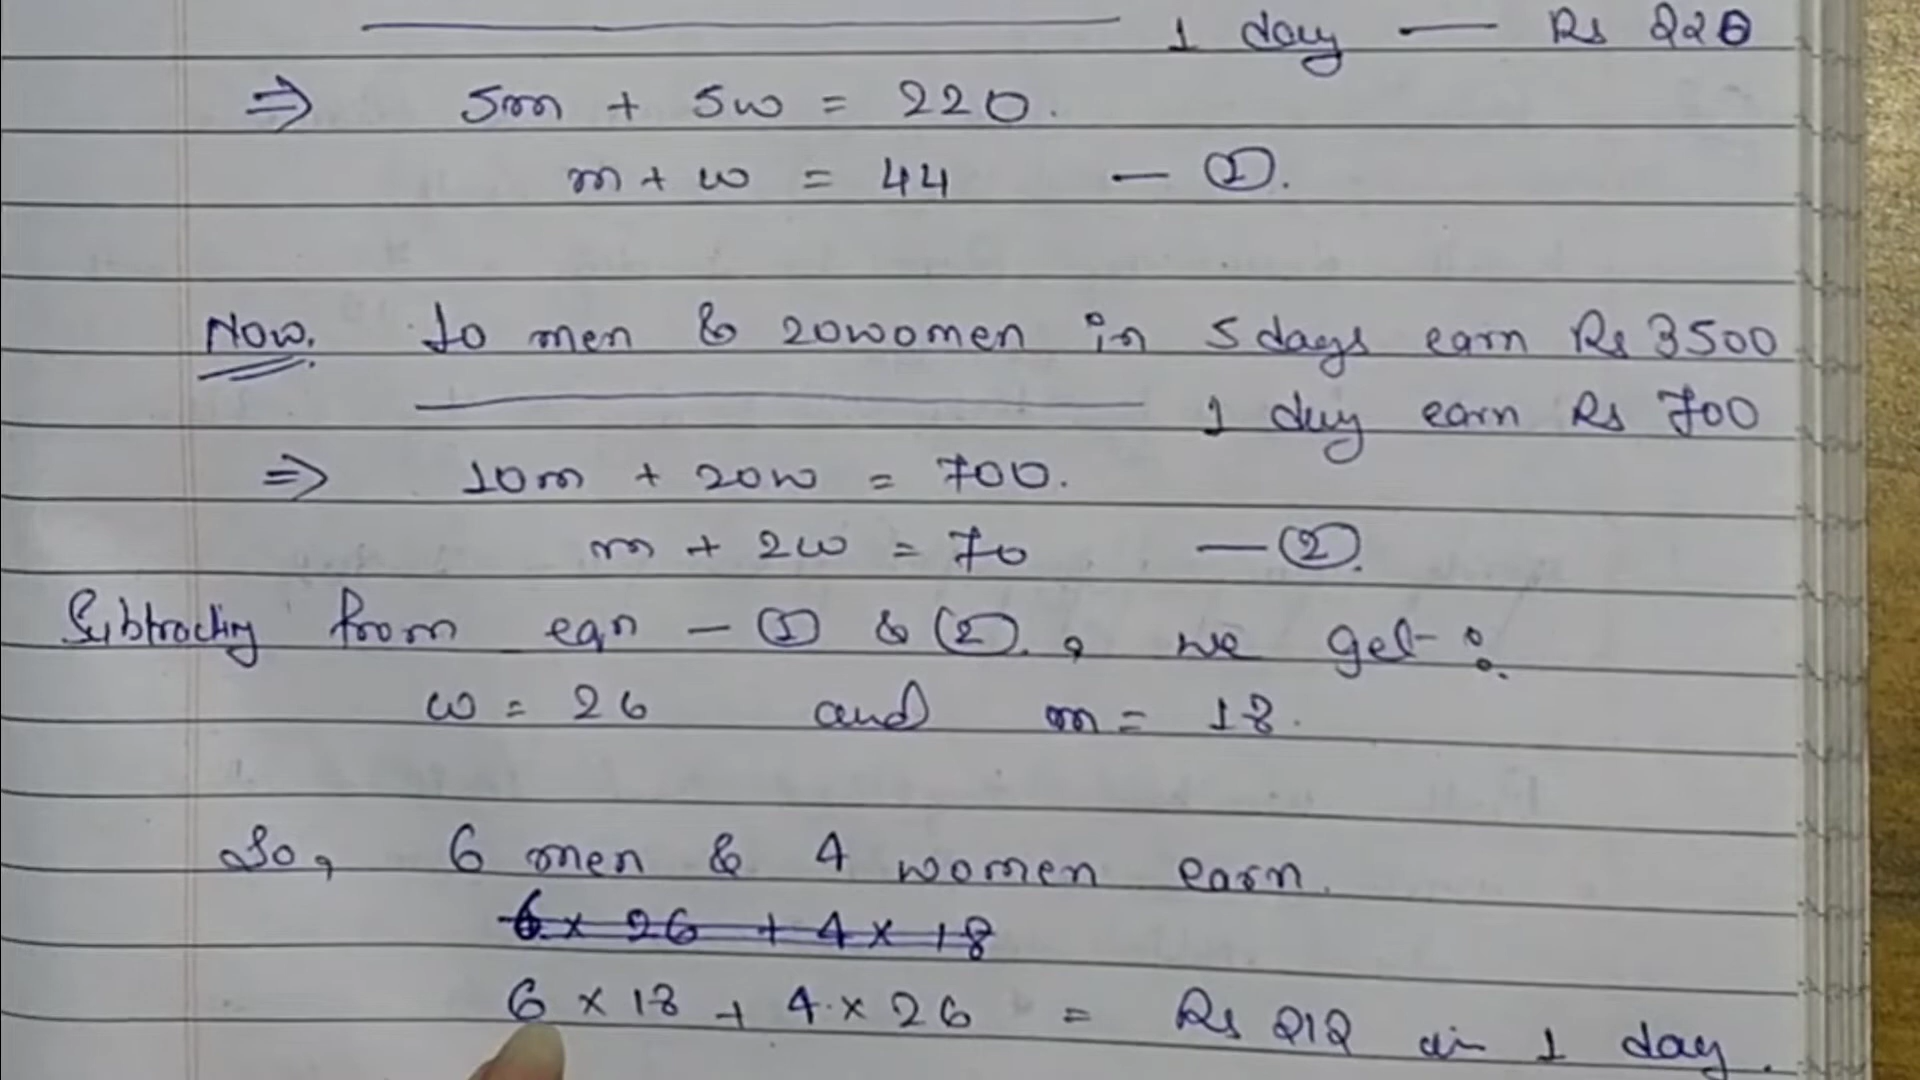 1 day — Rs 220
⇒ 5m + 5w = 220.
m + w = 44 — ①.
Now. 10 men & 20 women in 5 days earn Rs 3500
1 day earn Rs 700
⇒ 10m + 20w = 700.
m + 2w = 70 — ②.
Subtracting from eqn - ① & ②, we get :
w = 26 and m = 18.
So, 6 men & 4 women earn.
6 x 26 + 4 x 18
6 x 18 + 4 x 26 = Rs 212 in 1 day.